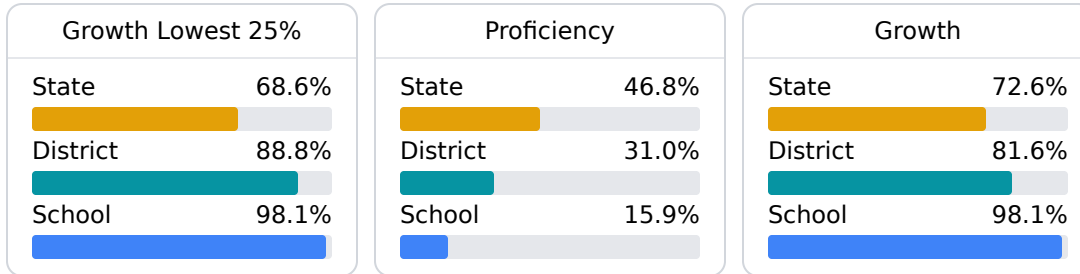 Growth Lowest 25%
State 68.6%
District 88.8%
School 98.1%
Proficiency
State 46.8%
District 31.0%
School 15.9%
Growth
State 72.6%
District 81.6%
School 98.1%